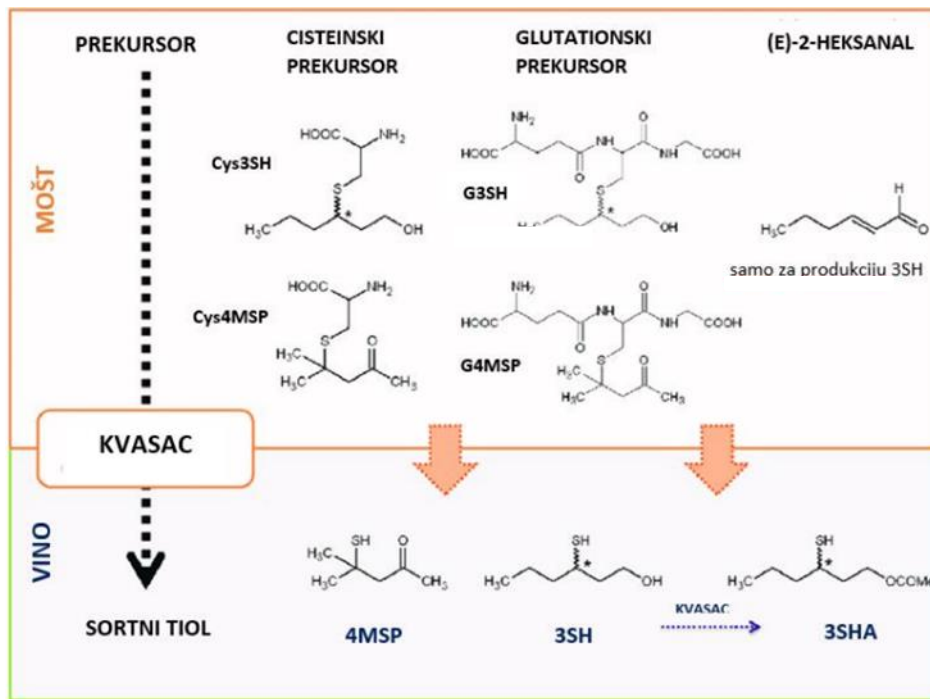 PREKURSOR
CISTEINSKI
PREKURSOR
GLUTATIONSKI
PREKURSOR
(E)-2-HEKSANAL
MOŠT
HOOC
NH₂
Cys3SH
S
H₃C
*
OH
NH₂
HOOC
O
NH
O
NH
COOH
G3SH
S
H₃C
*
OH
H
O
samo za produkciju 3SH
HOOC
NH₂
Cys4MSP
S
H₃C
H₃C
O
CH₃
NH₂
HOOC
O
NH
O
NH
COOH
G4MSP
S
H₃C
H₃C
O
CH₃
KVASAC
VINO
SH
O
H₃C
H₃C
CH₃
SH
H₃C
*
OH
SH
H₃C
*
OCOMe
SORTNI TIOL
4MSP
3SH
KVASAC
3SHA